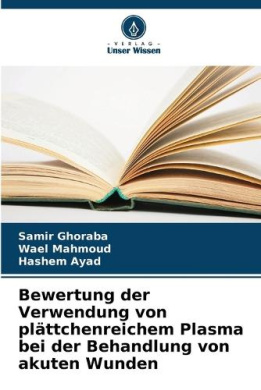 - VERLAG -
Unser Wissen
Samir Ghoraba
Wael Mahmoud
Hashem Ayad
Bewertung der
Verwendung von
plättchenreichem Plasma
bei der Behandlung von
akuten Wunden